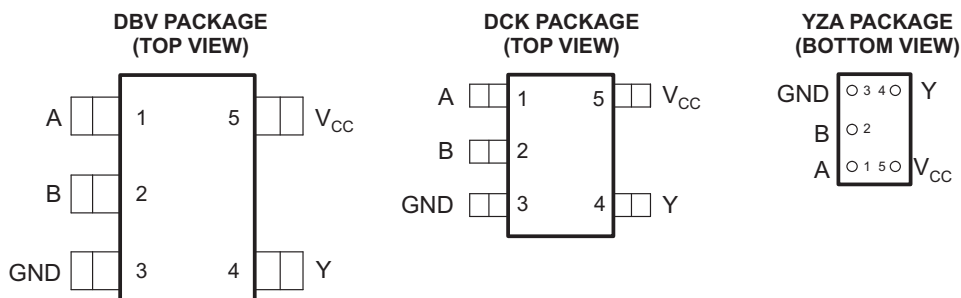 DBV PACKAGE
(TOP VIEW)
A 1 5 VCC
B 2
GND 3 4 Y
DCK PACKAGE
(TOP VIEW)
A 1 5 VCC
B 2
GND 3 4 Y
YZA PACKAGE
(BOTTOM VIEW)
GND 3 4 Y
B 2
A 1 5 VCC